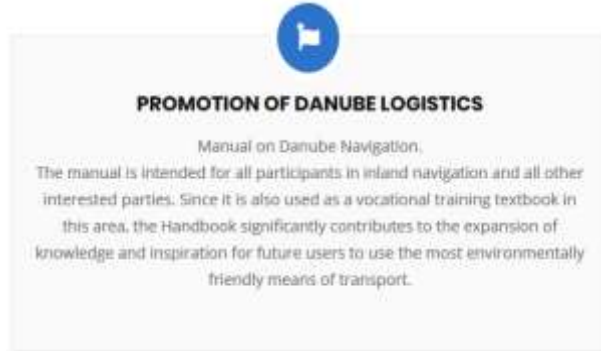 PROMOTION OF DANUBE LOGISTICS
Manual on Danube Navigation.
The manual is intended for all participants in inland navigation and all other
interested parties. Since it is also used as a vocational training textbook in
this area, the Handbook significantly contributes to the expansion of
knowledge and inspiration for future users to use the most environmentally
friendly means of transport.